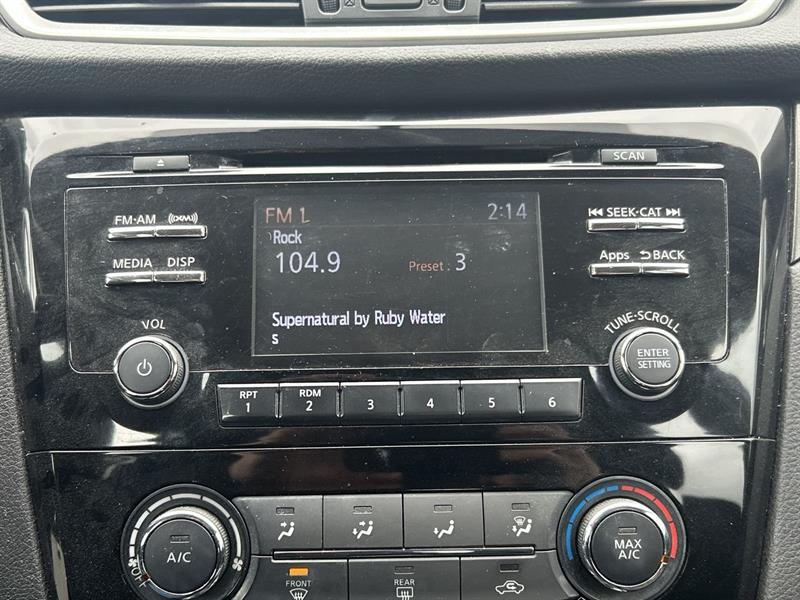 SCAN
FM·AM
SEEK·CAT
FM 1
2:14
Rock
MEDIA DISP
Apps BACK
104.9
Preset : 3
VOL
TUNE·SCROLL
Supernatural by Ruby Water
s
ENTER
SETTING
RPT
1
RDM
2
3
4
5
6
A/C
OFF
MAX
A/C
FRONT
REAR